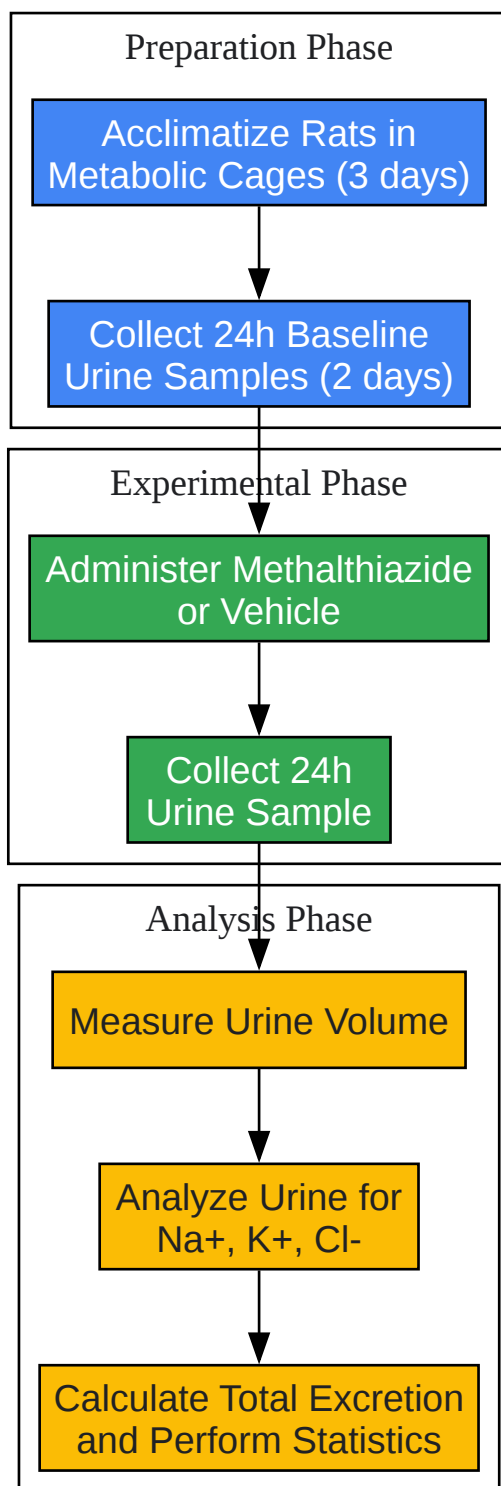 Preparation Phase
Acclimatize Rats in
Metabolic Cages (3 days)
Collect 24h Baseline
Urine Samples (2 days)
Experimental Phase
Administer Methalthiazide
or Vehicle
Collect 24h
Urine Sample
Analysis Phase
Measure Urine Volume
Analyze Urine for
Na+, K+, Cl-
Calculate Total Excretion
and Perform Statistics